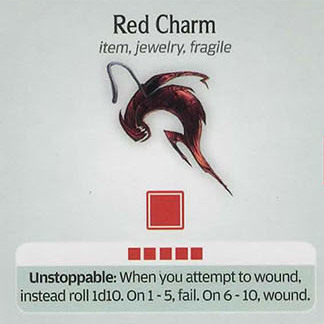 Red Charm
item, jewelry, fragile
Unstoppable: When you attempt to wound,
instead roll 1d10. On 1 - 5, fail. On 6 - 10, wound.